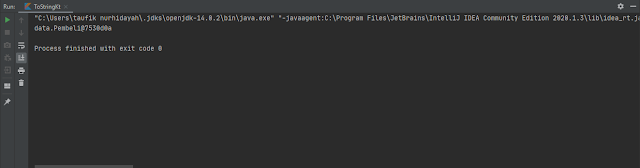 Run: ToStringKt ×
"C:\Users\taufik nurhidayah\.jdks\openjdk-14.0.2\bin\java.exe" "-javaagent:C:\Program Files\JetBrains\IntelliJ IDEA Community Edition 2020.1.3\lib\idea_rt.j
data.Pembeli@7530d0a
Process finished with exit code 0